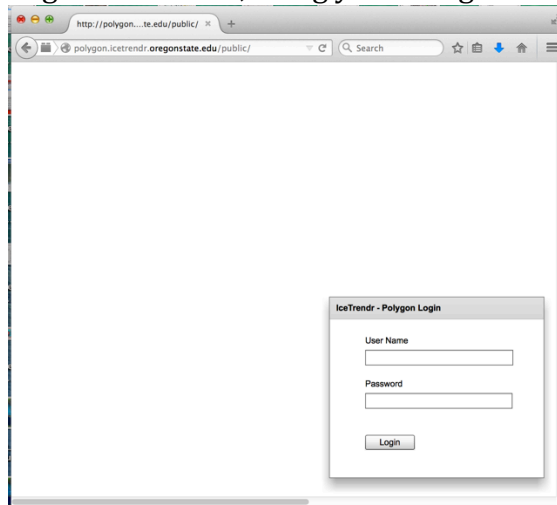 http://polygon....te.edu/public/
polygon.icetrendr.oregonstate.edu/public/
Search
IceTrendr - Polygon Login
User Name
Password
Login